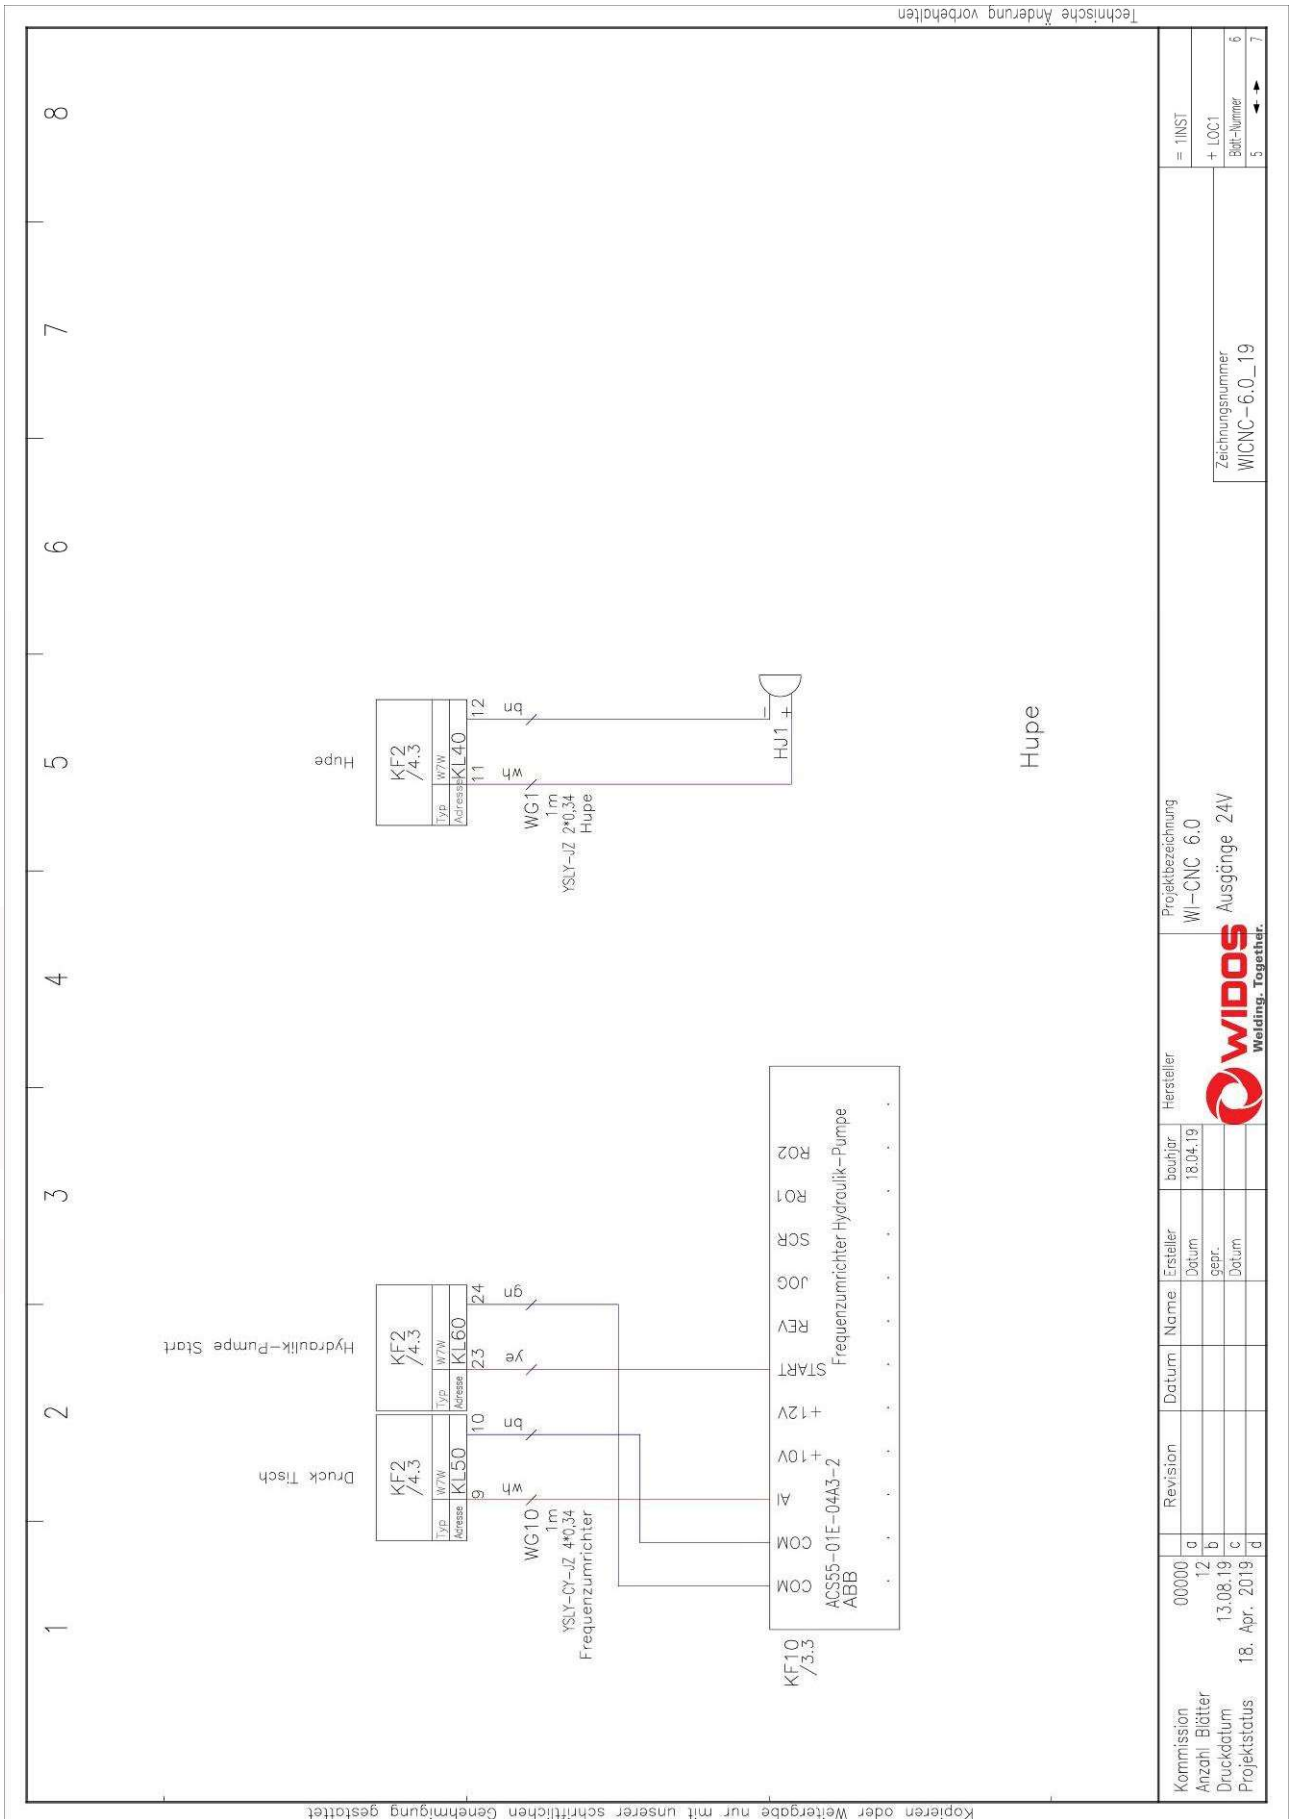 Kopieren oder Weitergabe nur mit unserer schriftlichen Genehmigung gestattet
Technische Änderung vorbehalten
1 2 3 4 5 6 7 8
Druck Tisch
KF2
/4.3
Typ W7W
Adresse KL50
9 10
wh bn
Hydraulik-Pumpe Start
KF2
/4.3
Typ W7W
Adresse KL60
23 24
ye gn
WG10
1m
YSLY-CY-JZ 4*0,34
Frequenzumrichter
Hupe
KF2
/4.3
Typ W7W
Adresse KL40
11 12
wh bn
WG1
1m
YSLY-JZ 2*0,34
Hupe
KF10
/3.3
COM COM AI +10V +12V START REV JOG SCR RO1 RO2
ACS55-01E-04A3-2
ABB
Frequenzumrichter Hydraulik-Pumpe
HJ1
+ -
Hupe
Kommission 00000
Anzahl Blätter 12
Druckdatum 13.08.19
Projektstatus 18. Apr. 2019
a
b
c
d
Revision Datum Name
Ersteller bouhjar
Datum 18.04.19
gepr.
Datum
Hersteller
WIDOS
Welding. Together.
Projektbezeichnung
WI-CNC 6.0
Ausgänge 24V
Zeichnungsnummer
WICNC-6.0_19
= 1INST
+ LOC1
Blatt-Nummer 6
5 7